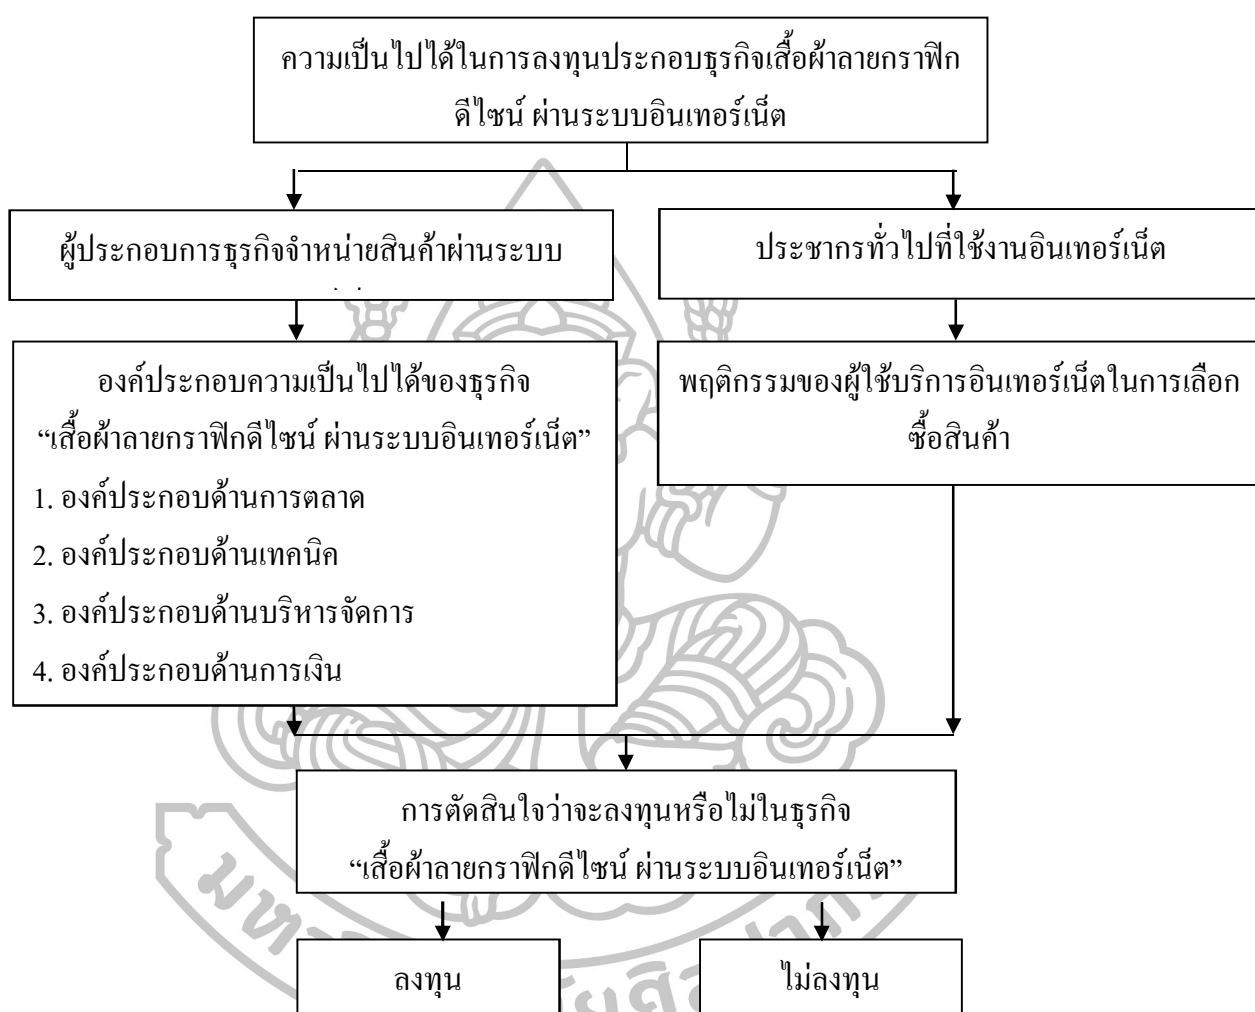 ความเป็นไปได้ในการลงทุนประกอบธุรกิจเสื้อผ้าลายกราฟิก
ดีไซน์ ผ่านระบบอินเทอร์เน็ต
ผู้ประกอบการธุรกิจจำหน่ายสินค้าผ่านระบบ
ประชากรทั่วไปที่ใช้งานอินเทอร์เน็ต
องค์ประกอบความเป็นไปได้ของธุรกิจ
“เสื้อผ้าลายกราฟิกดีไซน์ ผ่านระบบอินเทอร์เน็ต”
1. องค์ประกอบด้านการตลาด
2. องค์ประกอบด้านเทคนิค
3. องค์ประกอบด้านบริหารจัดการ
4. องค์ประกอบด้านการเงิน
พฤติกรรมของผู้ใช้บริการอินเทอร์เน็ตในการเลือก
ซื้อสินค้า
การตัดสินใจว่าจะลงทุนหรือไม่ในธุรกิจ
“เสื้อผ้าลายกราฟิกดีไซน์ ผ่านระบบอินเทอร์เน็ต”
ลงทุน
ไม่ลงทุน